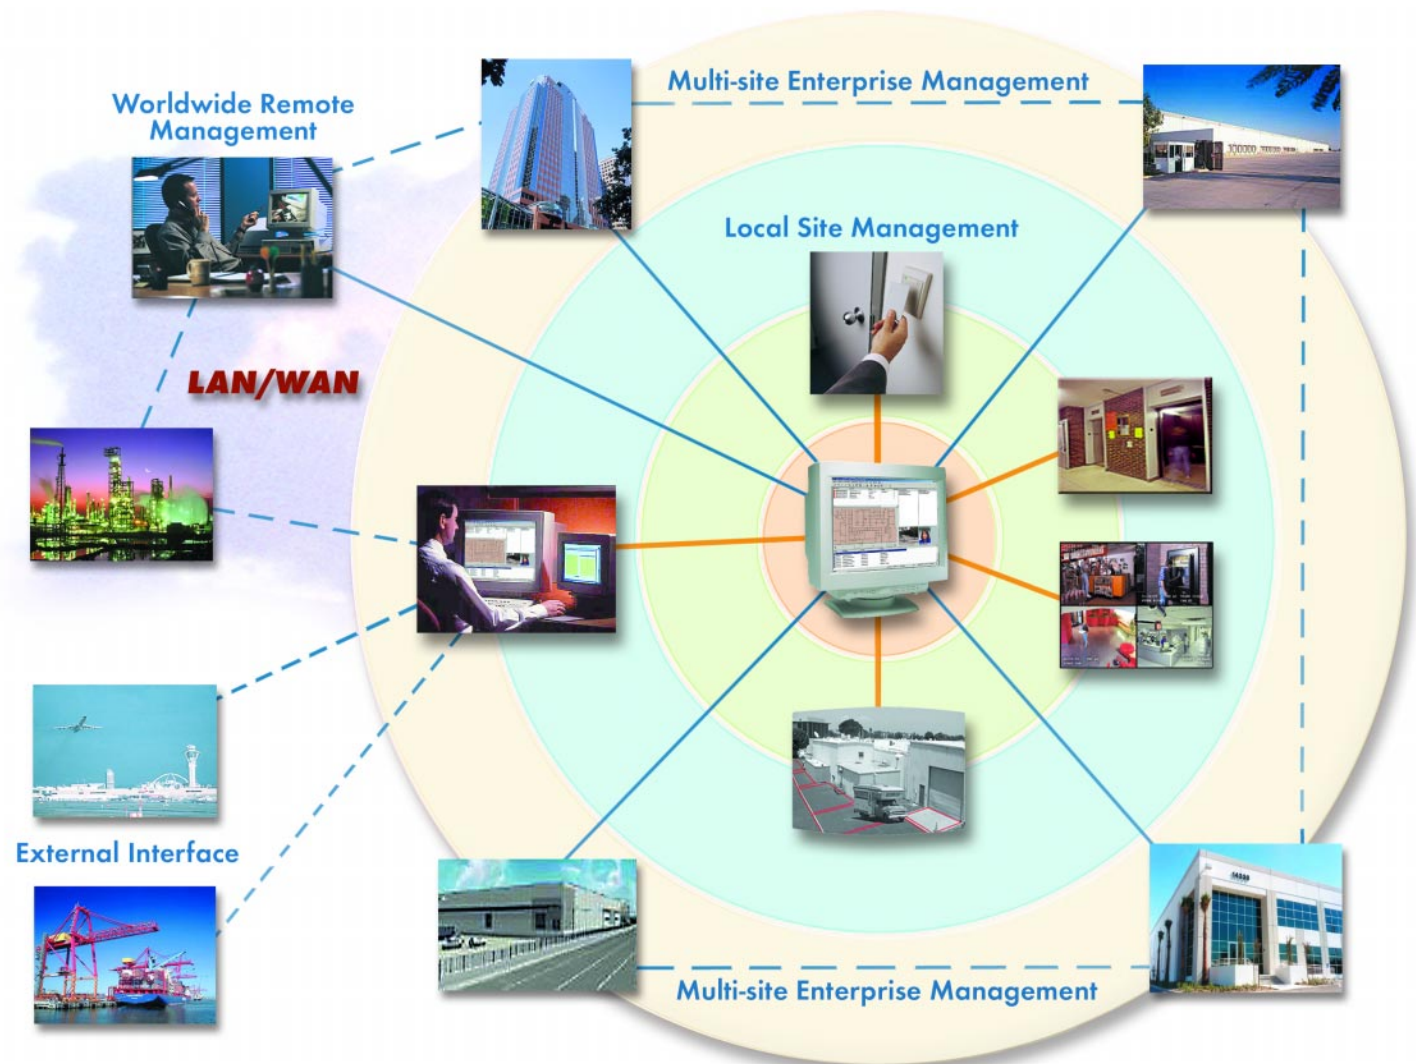 Multi-site Enterprise Management
Worldwide Remote
Management
Local Site Management
LAN/WAN
External Interface
Multi-site Enterprise Management